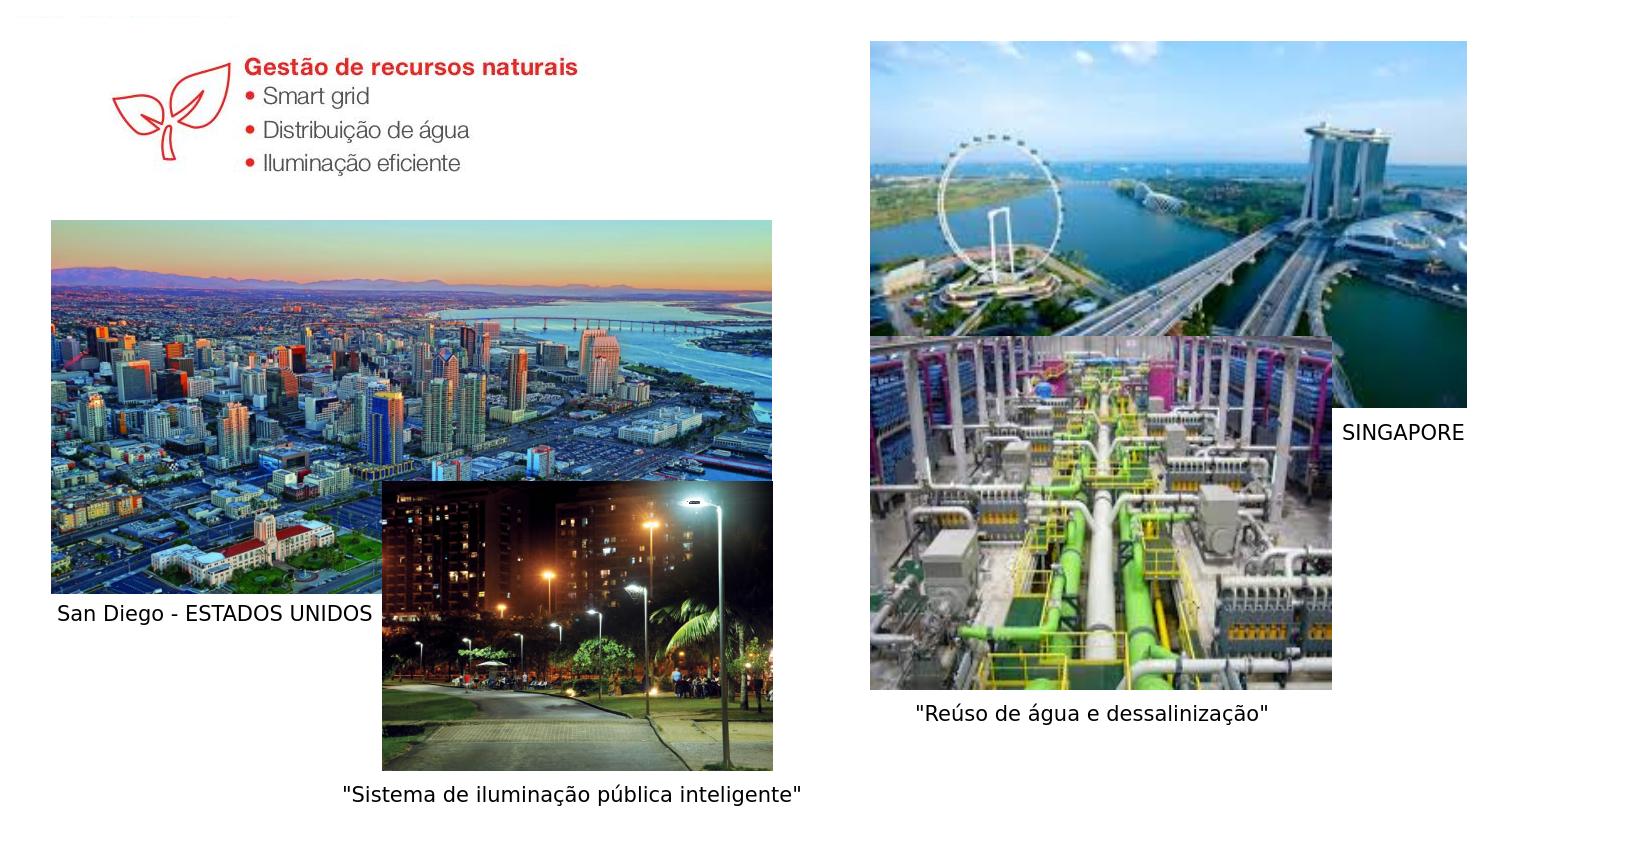 Gestão de recursos naturais
• Smart grid
• Distribuição de água
• Iluminação eficiente
San Diego - ESTADOS UNIDOS
"Sistema de iluminação pública inteligente"
SINGAPORE
"Reúso de água e dessalinização"